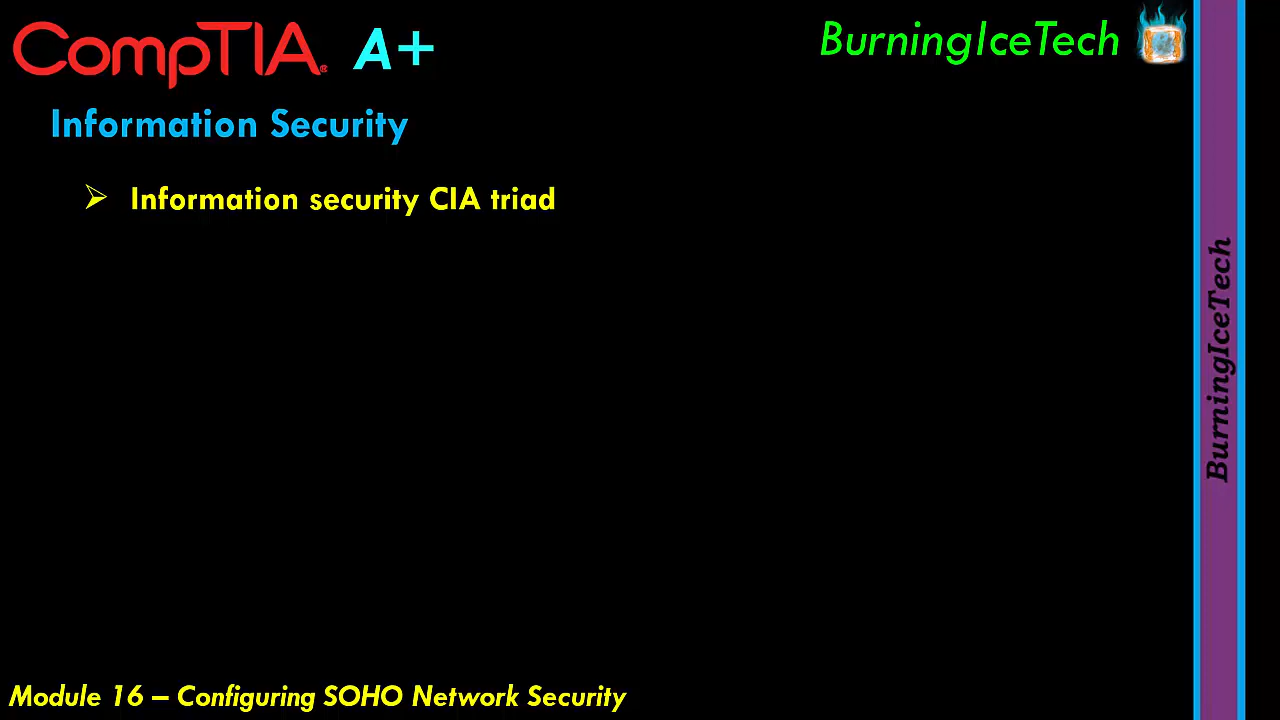 CompTIA® A+
BurningIceTech
Information Security
➢ Information security CIA triad
BurningIceTech
Module 16 – Configuring SOHO Network Security